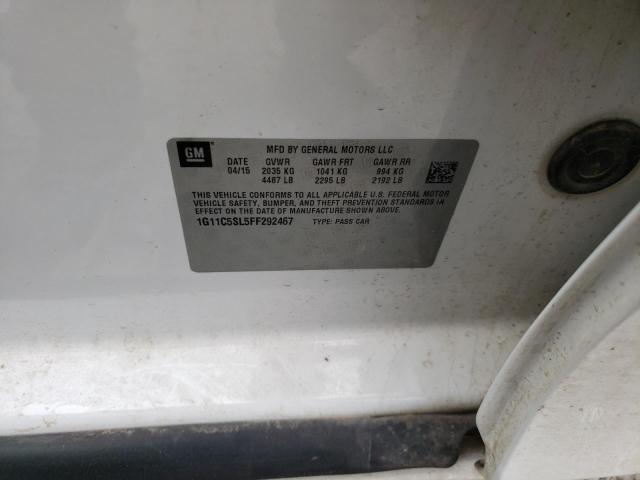 GM
MFD BY GENERAL MOTORS LLC
DATE GVWR GAWR FRT GAWR RR
04/15 2035 KG 1041 KG 994 KG
4487 LB 2295 LB 2192 LB
THIS VEHICLE CONFORMS TO ALL APPLICABLE U.S. FEDERAL MOTOR
VEHICLE SAFETY, BUMPER, AND THEFT PREVENTION STANDARDS IN
EFFECT ON THE DATE OF MANUFACTURE SHOWN ABOVE.
1G11C5SL5FF292467 TYPE: PASS CAR